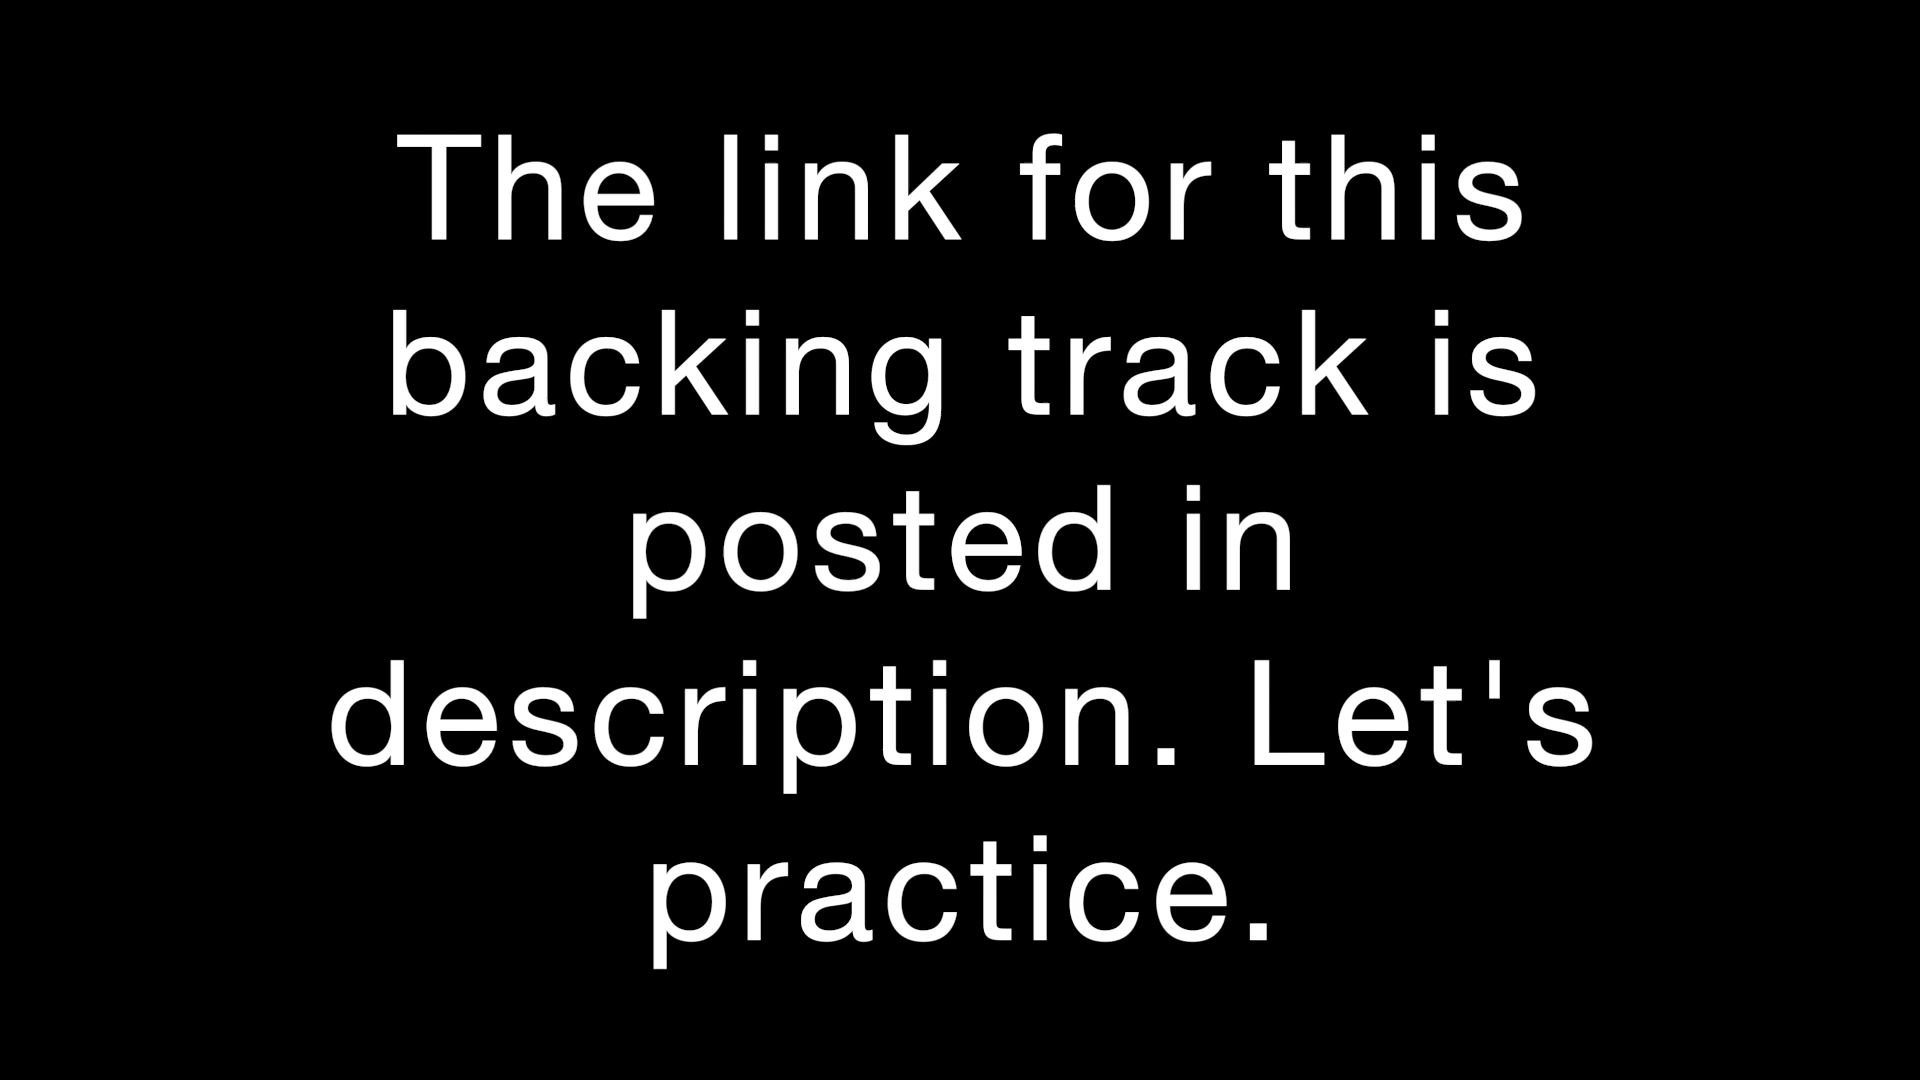 The link for this
backing track is
posted in
description. Let's
practice.